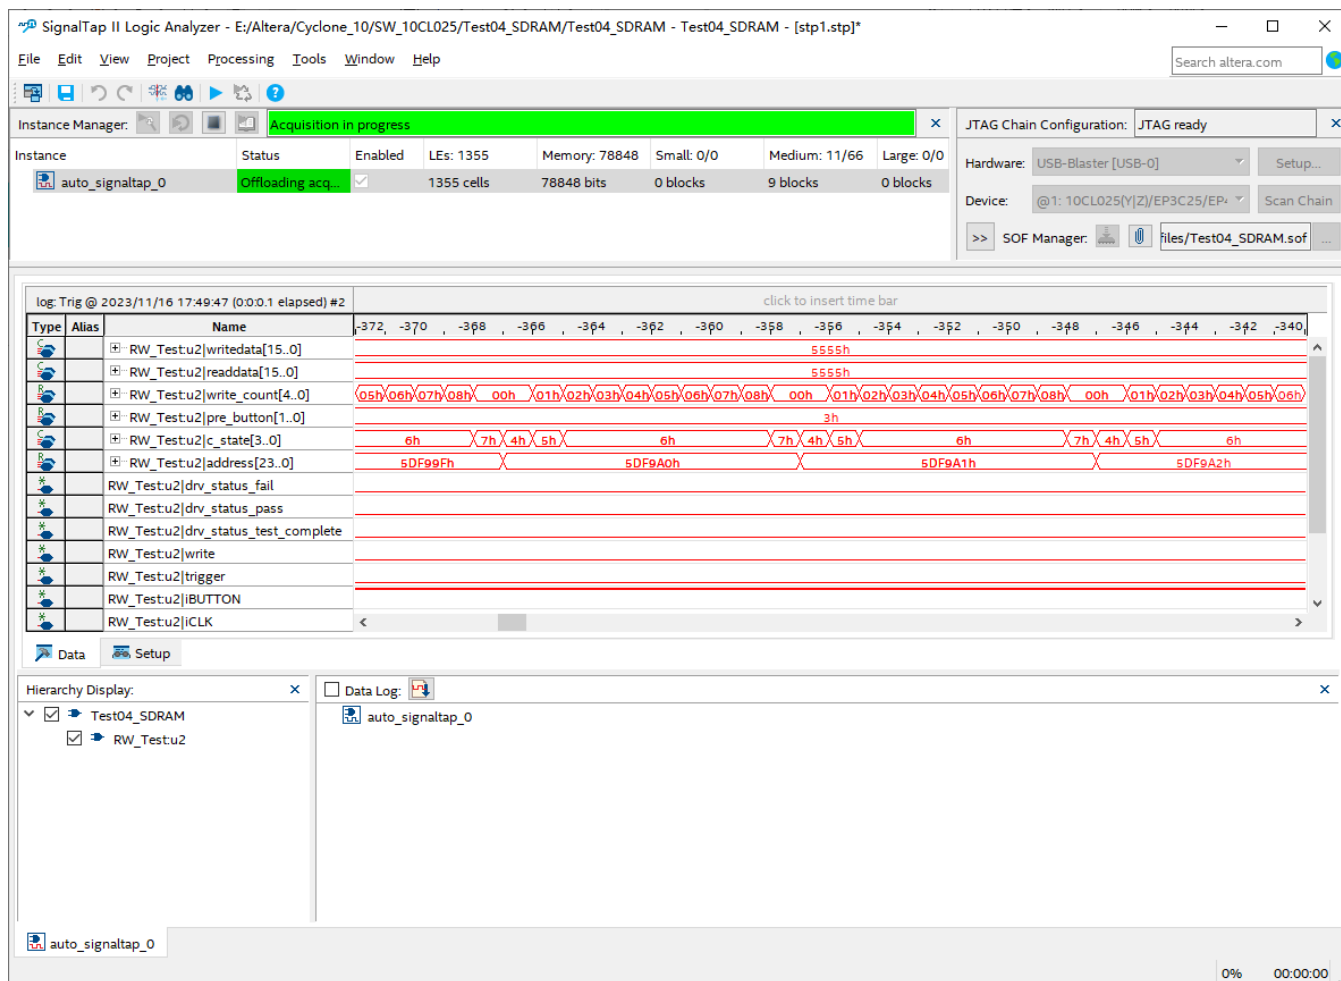 SignalTap II Logic Analyzer - E:/Altera/Cyclone_10/SW_10CL025/Test04_SDRAM/Test04_SDRAM - Test04_SDRAM - [stp1.stp]*
File Edit View Project Processing Tools Window Help
Search altera.com
Instance Manager: Acquisition in progress
JTAG Chain Configuration: JTAG ready
Instance Status Enabled LEs: 1355 Memory: 78848 Small: 0/0 Medium: 11/66 Large: 0/0
auto_signaltap_0 Offloading acq... 1355 cells 78848 bits 0 blocks 9 blocks 0 blocks
Hardware: USB-Blaster [USB-0] Setup...
Device: @1: 10CL025(Y|Z)/EP3C25/EP4 Scan Chain
>> SOF Manager: files/Test04_SDRAM.sof ...
log: Trig @ 2023/11/16 17:49:47 (0:0:0.1 elapsed) #2 click to insert time bar
Type Alias Name -372 -370 -368 -366 -364 -362 -360 -358 -356 -354 -352 -350 -348 -346 -344 -342 -340
RW_Test:u2|writedata[15..0] 5555h
RW_Test:u2|readdata[15..0] 5555h
RW_Test:u2|write_count[4..0] 05h 06h 07h 08h 00h 01h 02h 03h 04h 05h 06h 07h 08h 00h 01h 02h 03h 04h 05h 06h 07h 08h 00h 01h 02h 03h 04h 05h 06h
RW_Test:u2|pre_button[1..0] 3h
RW_Test:u2|c_state[3..0] 6h 7h 4h 5h 6h 7h 4h 5h 6h 7h 4h 5h 6h
RW_Test:u2|address[23..0] 5DF99Fh 5DF9A0h 5DF9A1h 5DF9A2h
RW_Test:u2|drv_status_fail
RW_Test:u2|drv_status_pass
RW_Test:u2|drv_status_test_complete
RW_Test:u2|write
RW_Test:u2|trigger
RW_Test:u2|iBUTTON
RW_Test:u2|iCLK
Data Setup
Hierarchy Display:
Test04_SDRAM
RW_Test:u2
Data Log:
auto_signaltap_0
auto_signaltap_0
0% 00:00:00